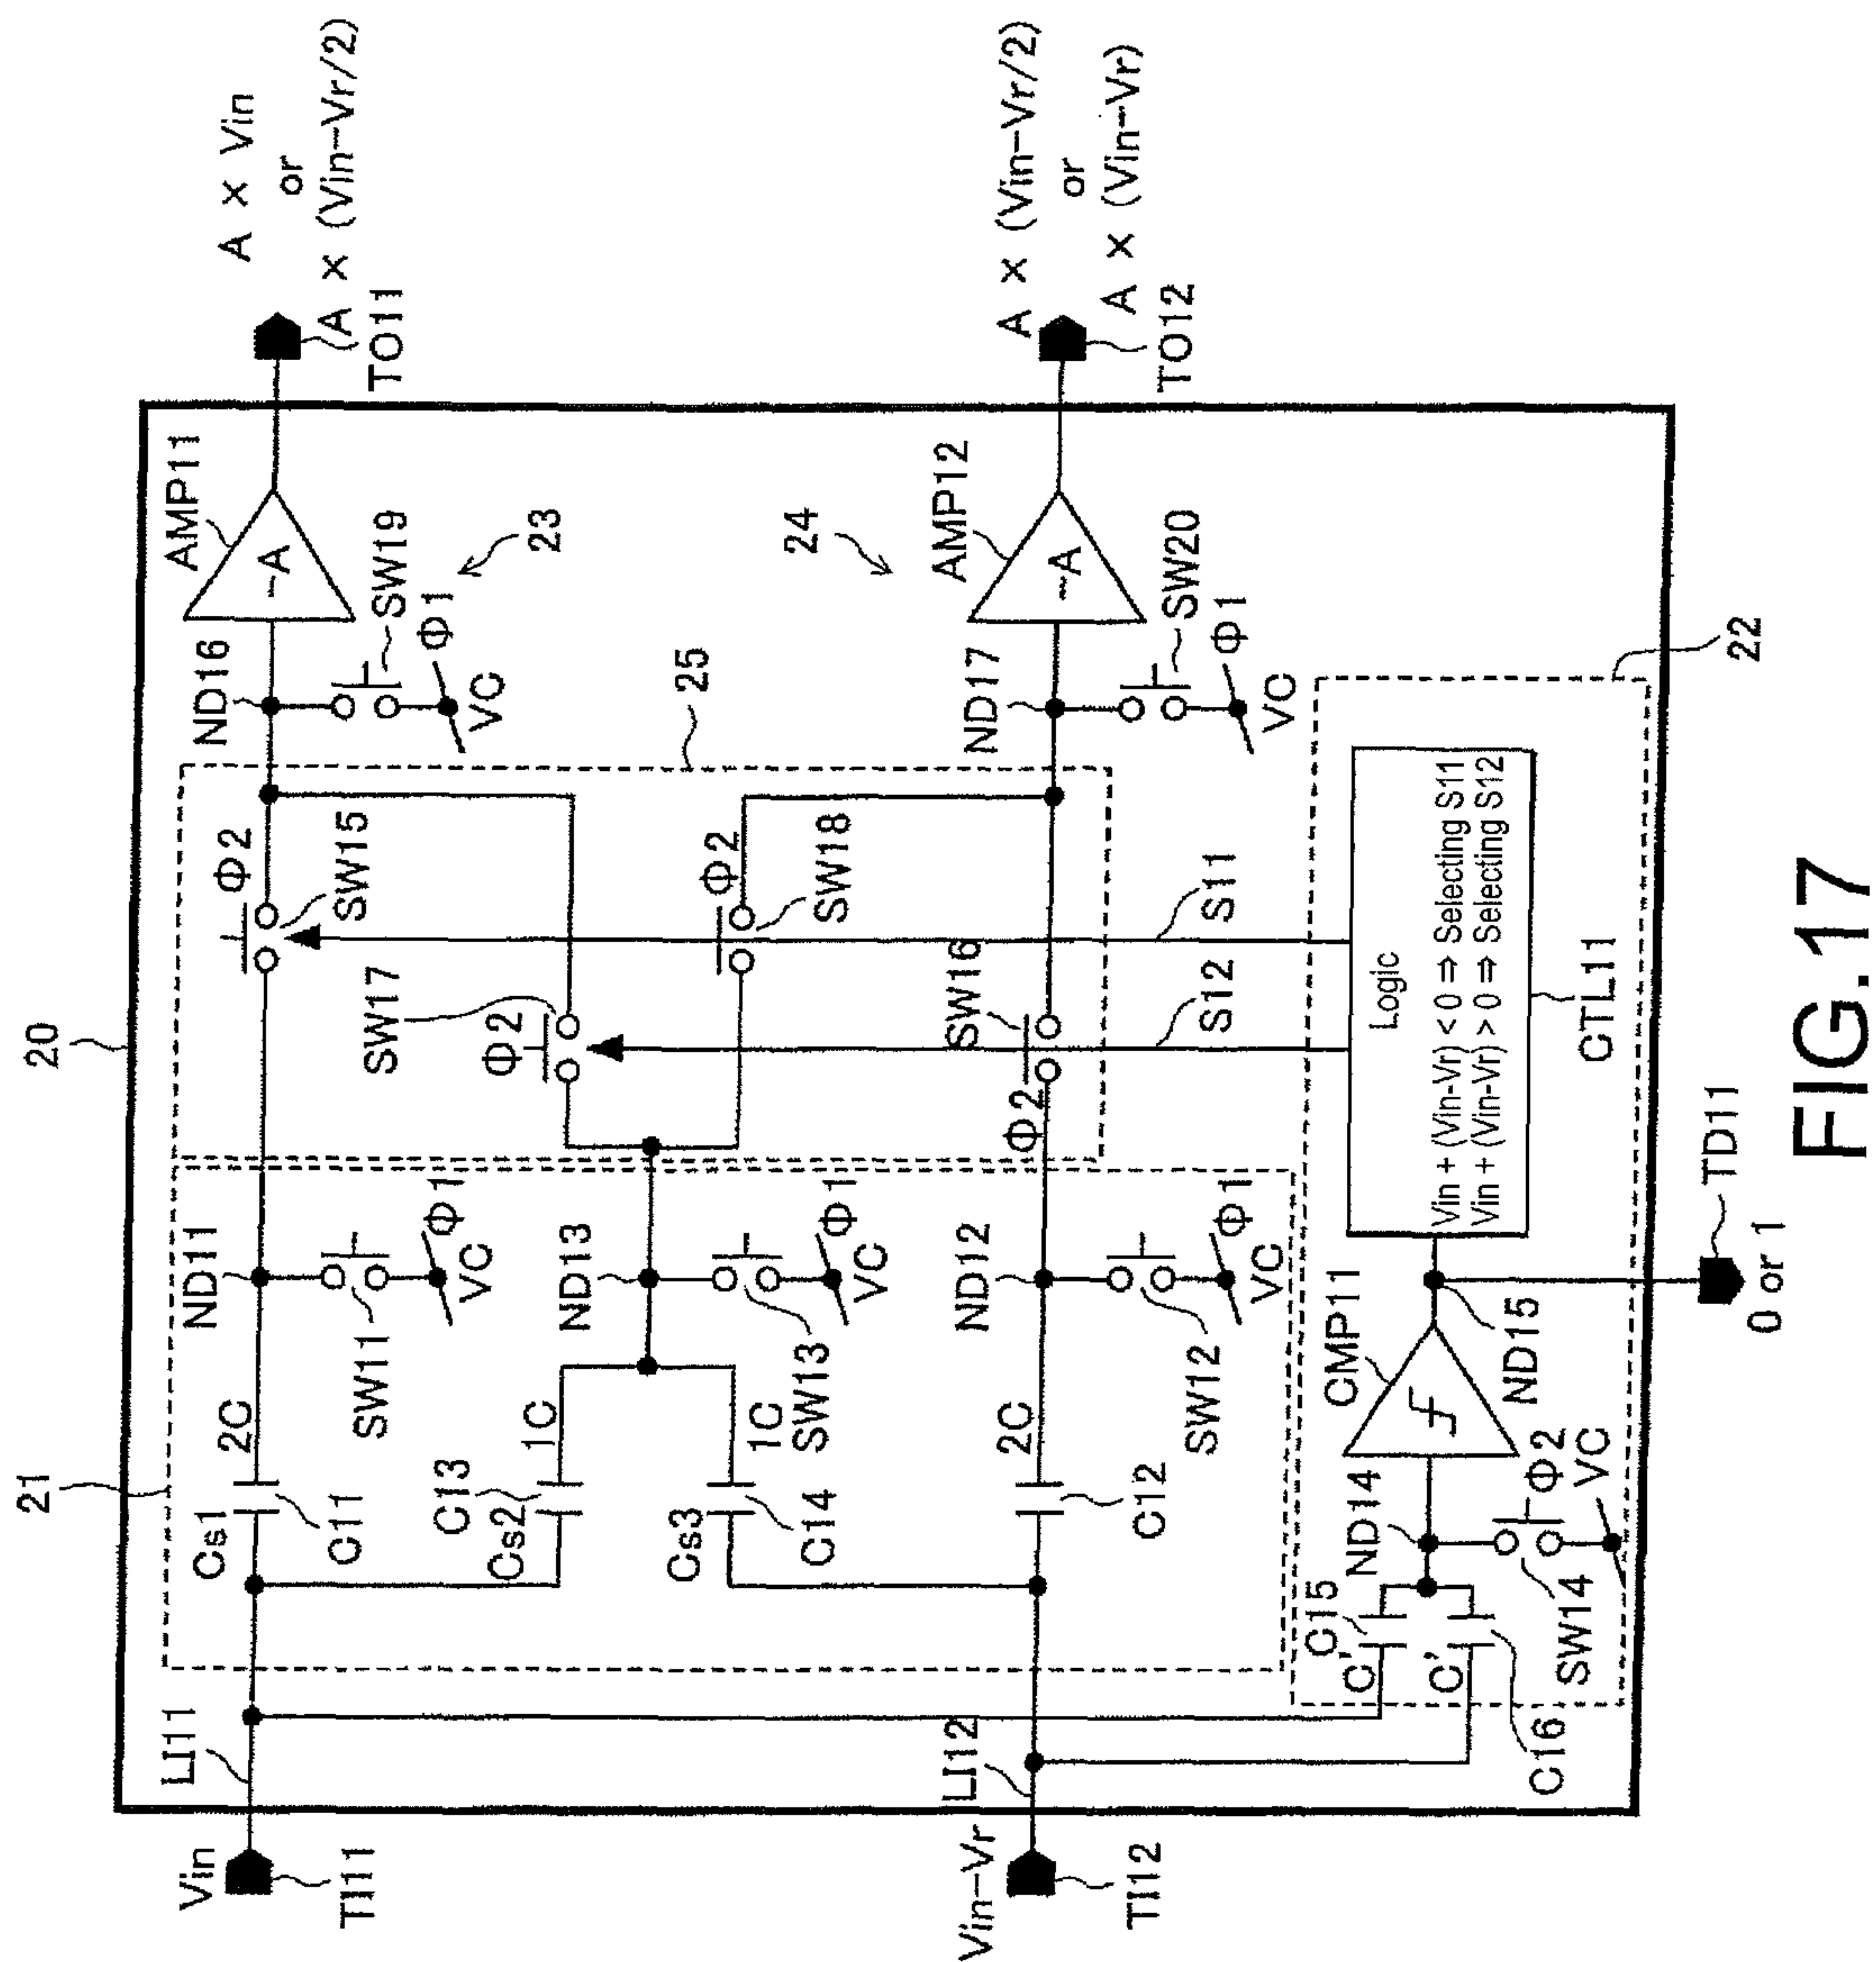 20
21
Vin
TI11
LI11
Cs1
2C
C11
ND11
SW11
Φ1
VC
Φ2
SW15
ND16
SW19
Φ1
VC
23
AMP11
-A
TO11
A × Vin
or
A × (Vin-Vr/2)
C13
Cs2
1C
Cs3
1C
C14
ND13
SW13
Φ1
VC
SW17
Φ2
Φ2
SW18
25
Vin-Vr
TI12
LI12
2C
C12
ND12
SW12
Φ1
VC
Φ2
SW16
ND17
SW20
Φ1
VC
24
AMP12
-A
TO12
A × (Vin-Vr/2)
or
A × (Vin-Vr)
S12
S11
C15
C'
C'
C16
ND14
SW14
Φ2
VC
CMP11
ND15
Logic
Vin + (Vin-Vr) < 0 ⇒ Selecting S11
Vin + (Vin-Vr) > 0 ⇒ Selecting S12
CTL11
22
TD11
0 or 1
FIG.17